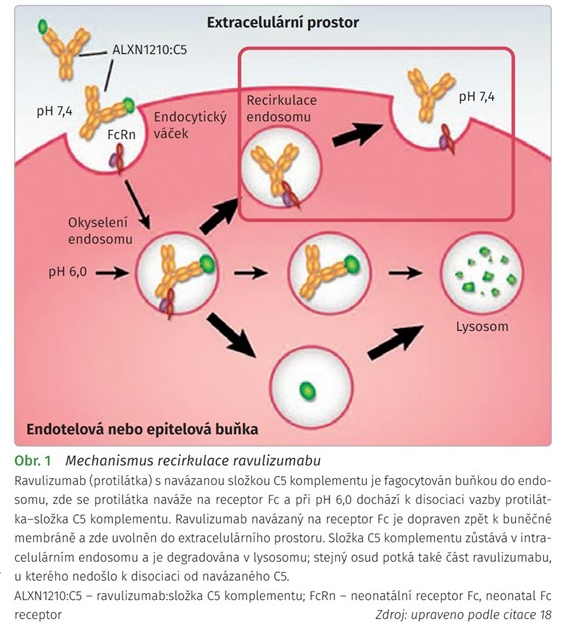 Extracelulární prostor
ALXN1210:C5
pH 7,4
FcRn
Endocytický
váček
Recirkulace
endosomu
pH 7,4
Okyselení
endosomu
pH 6,0
Lysosom
Endotelová nebo epitelová buňka
Obr. 1 Mechanismus recirkulace ravulizumabu
Ravulizumab (protilátka) s navázanou složkou C5 komplementu je fagocytován buňkou do endo-
somu, zde se protilátka naváže na receptor Fc a při pH 6,0 dochází k disociaci vazby protilát-
ka–složka C5 komplementu. Ravulizumab navázaný na receptor Fc je dopraven zpět k buněčné
membráně a zde uvolněn do extracelulárního prostoru. Složka C5 komplementu zůstává v intra-
celulárním endosomu a je degradována v lysosomu; stejný osud potká také část ravulizumabu,
u kterého nedošlo k disociaci od navázaného C5.
ALXN1210:C5 – ravulizumab:složka C5 komplementu; FcRn – neonatální receptor Fc, neonatal Fc
receptor Zdroj: upraveno podle citace 18